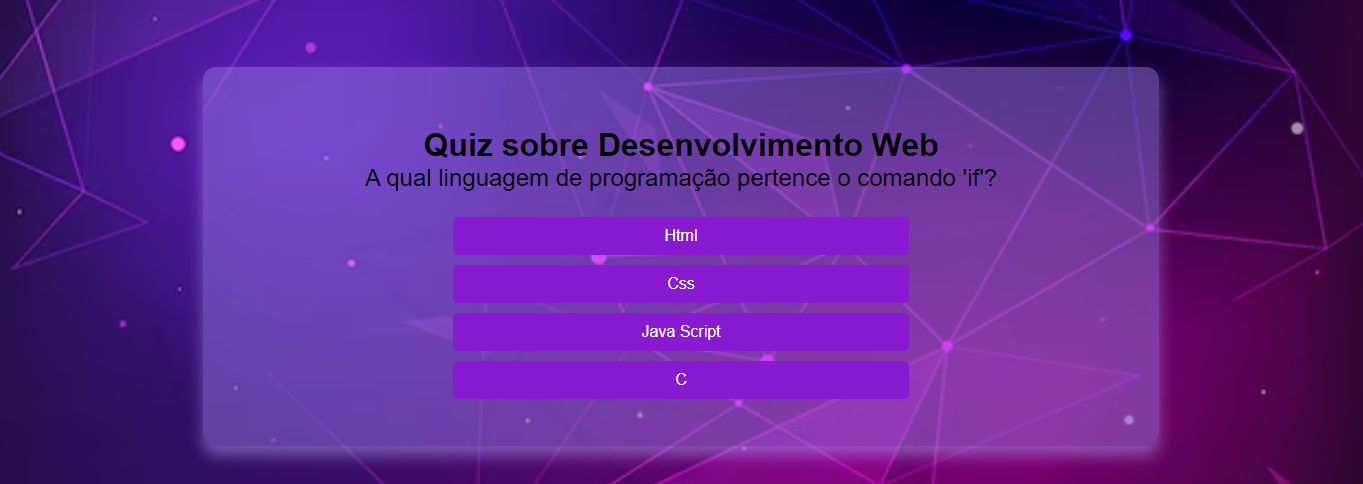 Quiz sobre Desenvolvimento Web
A qual linguagem de programação pertence o comando 'if'?
Html
Css
Java Script
C